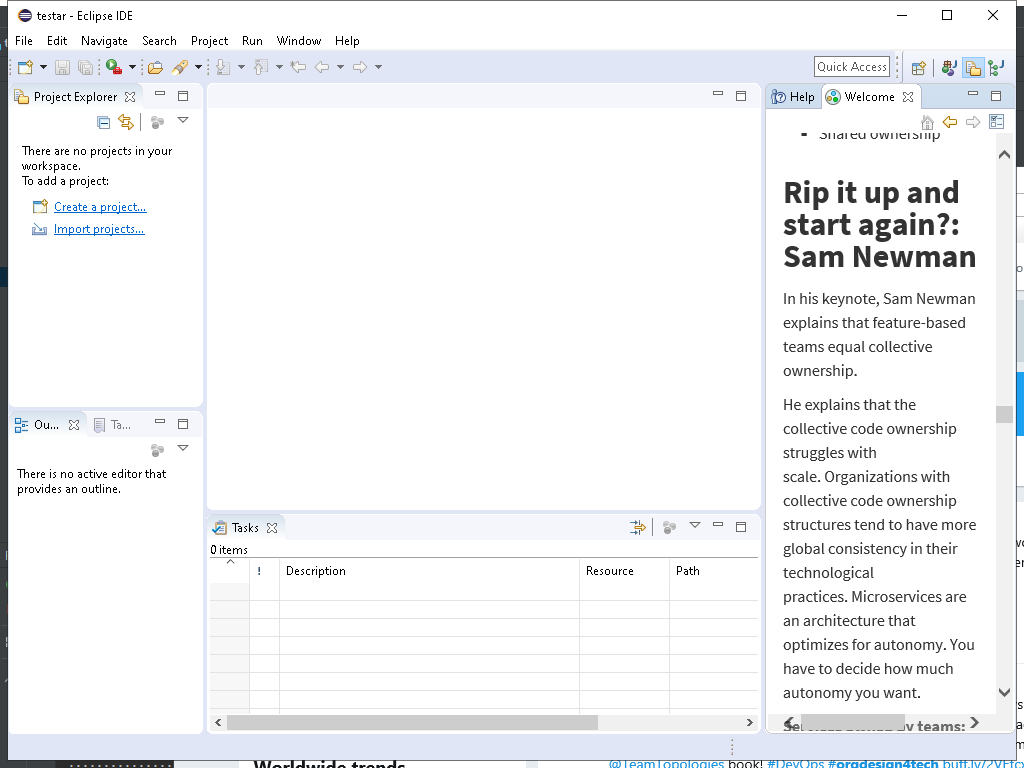 testar - Eclipse IDE
File Edit Navigate Search Project Run Window Help
Quick Access
Project Explorer
There are no projects in your
workspace.
To add a project:
Create a project...
Import projects...
Ou... Ta...
There is no active editor that
provides an outline.
Tasks
0 items
! Description Resource Path
Help Welcome
Shared ownership
Rip it up and
start again?:
Sam Newman
In his keynote, Sam Newman
explains that feature-based
teams equal collective
ownership.
He explains that the
collective code ownership
struggles with
scale. Organizations with
collective code ownership
structures tend to have more
global consistency in their
technological
practices. Microservices are
an architecture that
optimizes for autonomy. You
have to decide how much
autonomy you want.
by teams:
Worldwide trends
@TeamTopologies book! #DevOps #orgdesign4tech